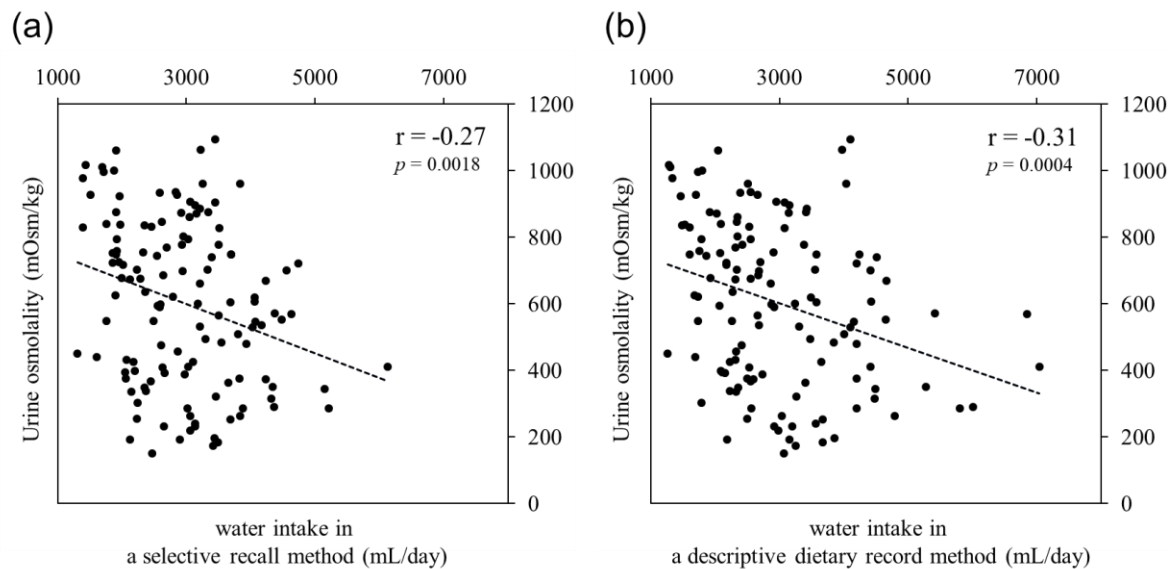 (a)
1000 3000 5000 7000
r = -0.27
p = 0.0018
1200
1000
800
600
400
200
0
Urine osmolality (mOsm/kg)
water intake in
a selective recall method (mL/day)
(b)
1000 3000 5000 7000
r = -0.31
p = 0.0004
1200
1000
800
600
400
200
0
Urine osmolality (mOsm/kg)
water intake in
a descriptive dietary record method (mL/day)